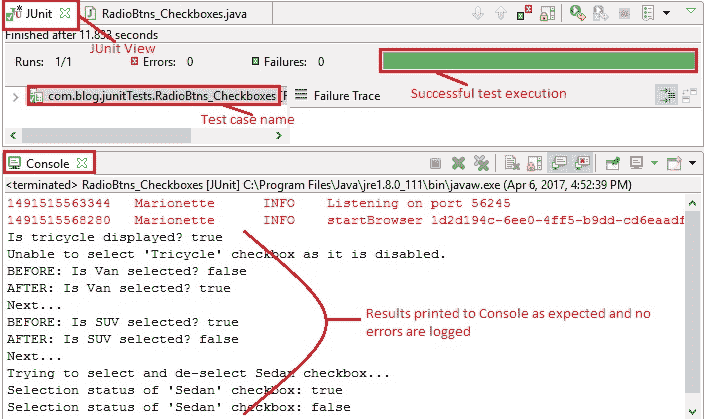 JUnit RadioBtns_Checkboxes.java
Finished after 11.853 seconds
JUnit View
Runs: 1/1 Errors: 0 Failures: 0
com.blog.junitTests.RadioBtns_Checkboxes Failure Trace
Successful test execution
Test case name
Console
<terminated> RadioBtns_Checkboxes [JUnit] C:\Program Files\Java\jre1.8.0_111\bin\javaw.exe (Apr 6, 2017, 4:52:39 PM)
1491515563344 Marionette INFO Listening on port 56245
1491515568280 Marionette INFO startBrowser 1d2d194c-6ee0-4ff5-b9dd-cd6eaadf
Is tricycle displayed? true
Unable to select 'Tricycle' checkbox as it is disabled.
BEFORE: Is Van selected? false
AFTER: Is Van selected? true
Next...
BEFORE: Is SUV selected? true
AFTER: Is SUV selected? false
Next...
Trying to select and de-select Sedan checkbox...
Selection status of 'Sedan' checkbox: true
Selection status of 'Sedan' checkbox: false
Results printed to Console as expected and no
errors are logged